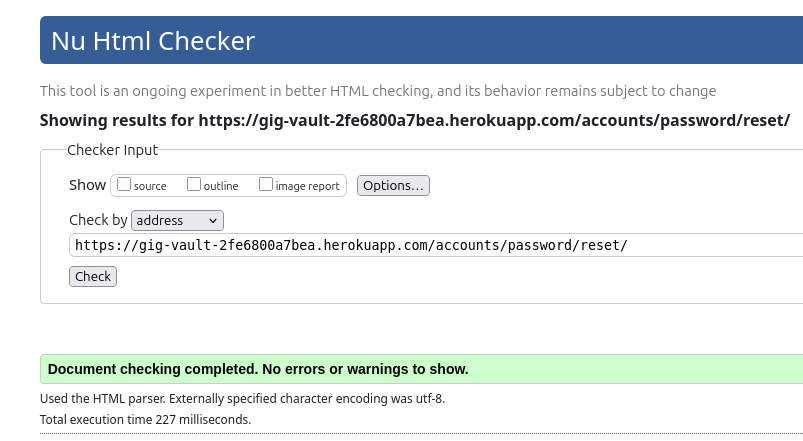 Nu Html Checker
This tool is an ongoing experiment in better HTML checking, and its behavior remains subject to change
Showing results for https://gig-vault-2fe6800a7bea.herokuapp.com/accounts/password/reset/
Checker Input
Show source outline image report Options...
Check by address
https://gig-vault-2fe6800a7bea.herokuapp.com/accounts/password/reset/
Check
Document checking completed. No errors or warnings to show.
Used the HTML parser. Externally specified character encoding was utf-8.
Total execution time 227 milliseconds.